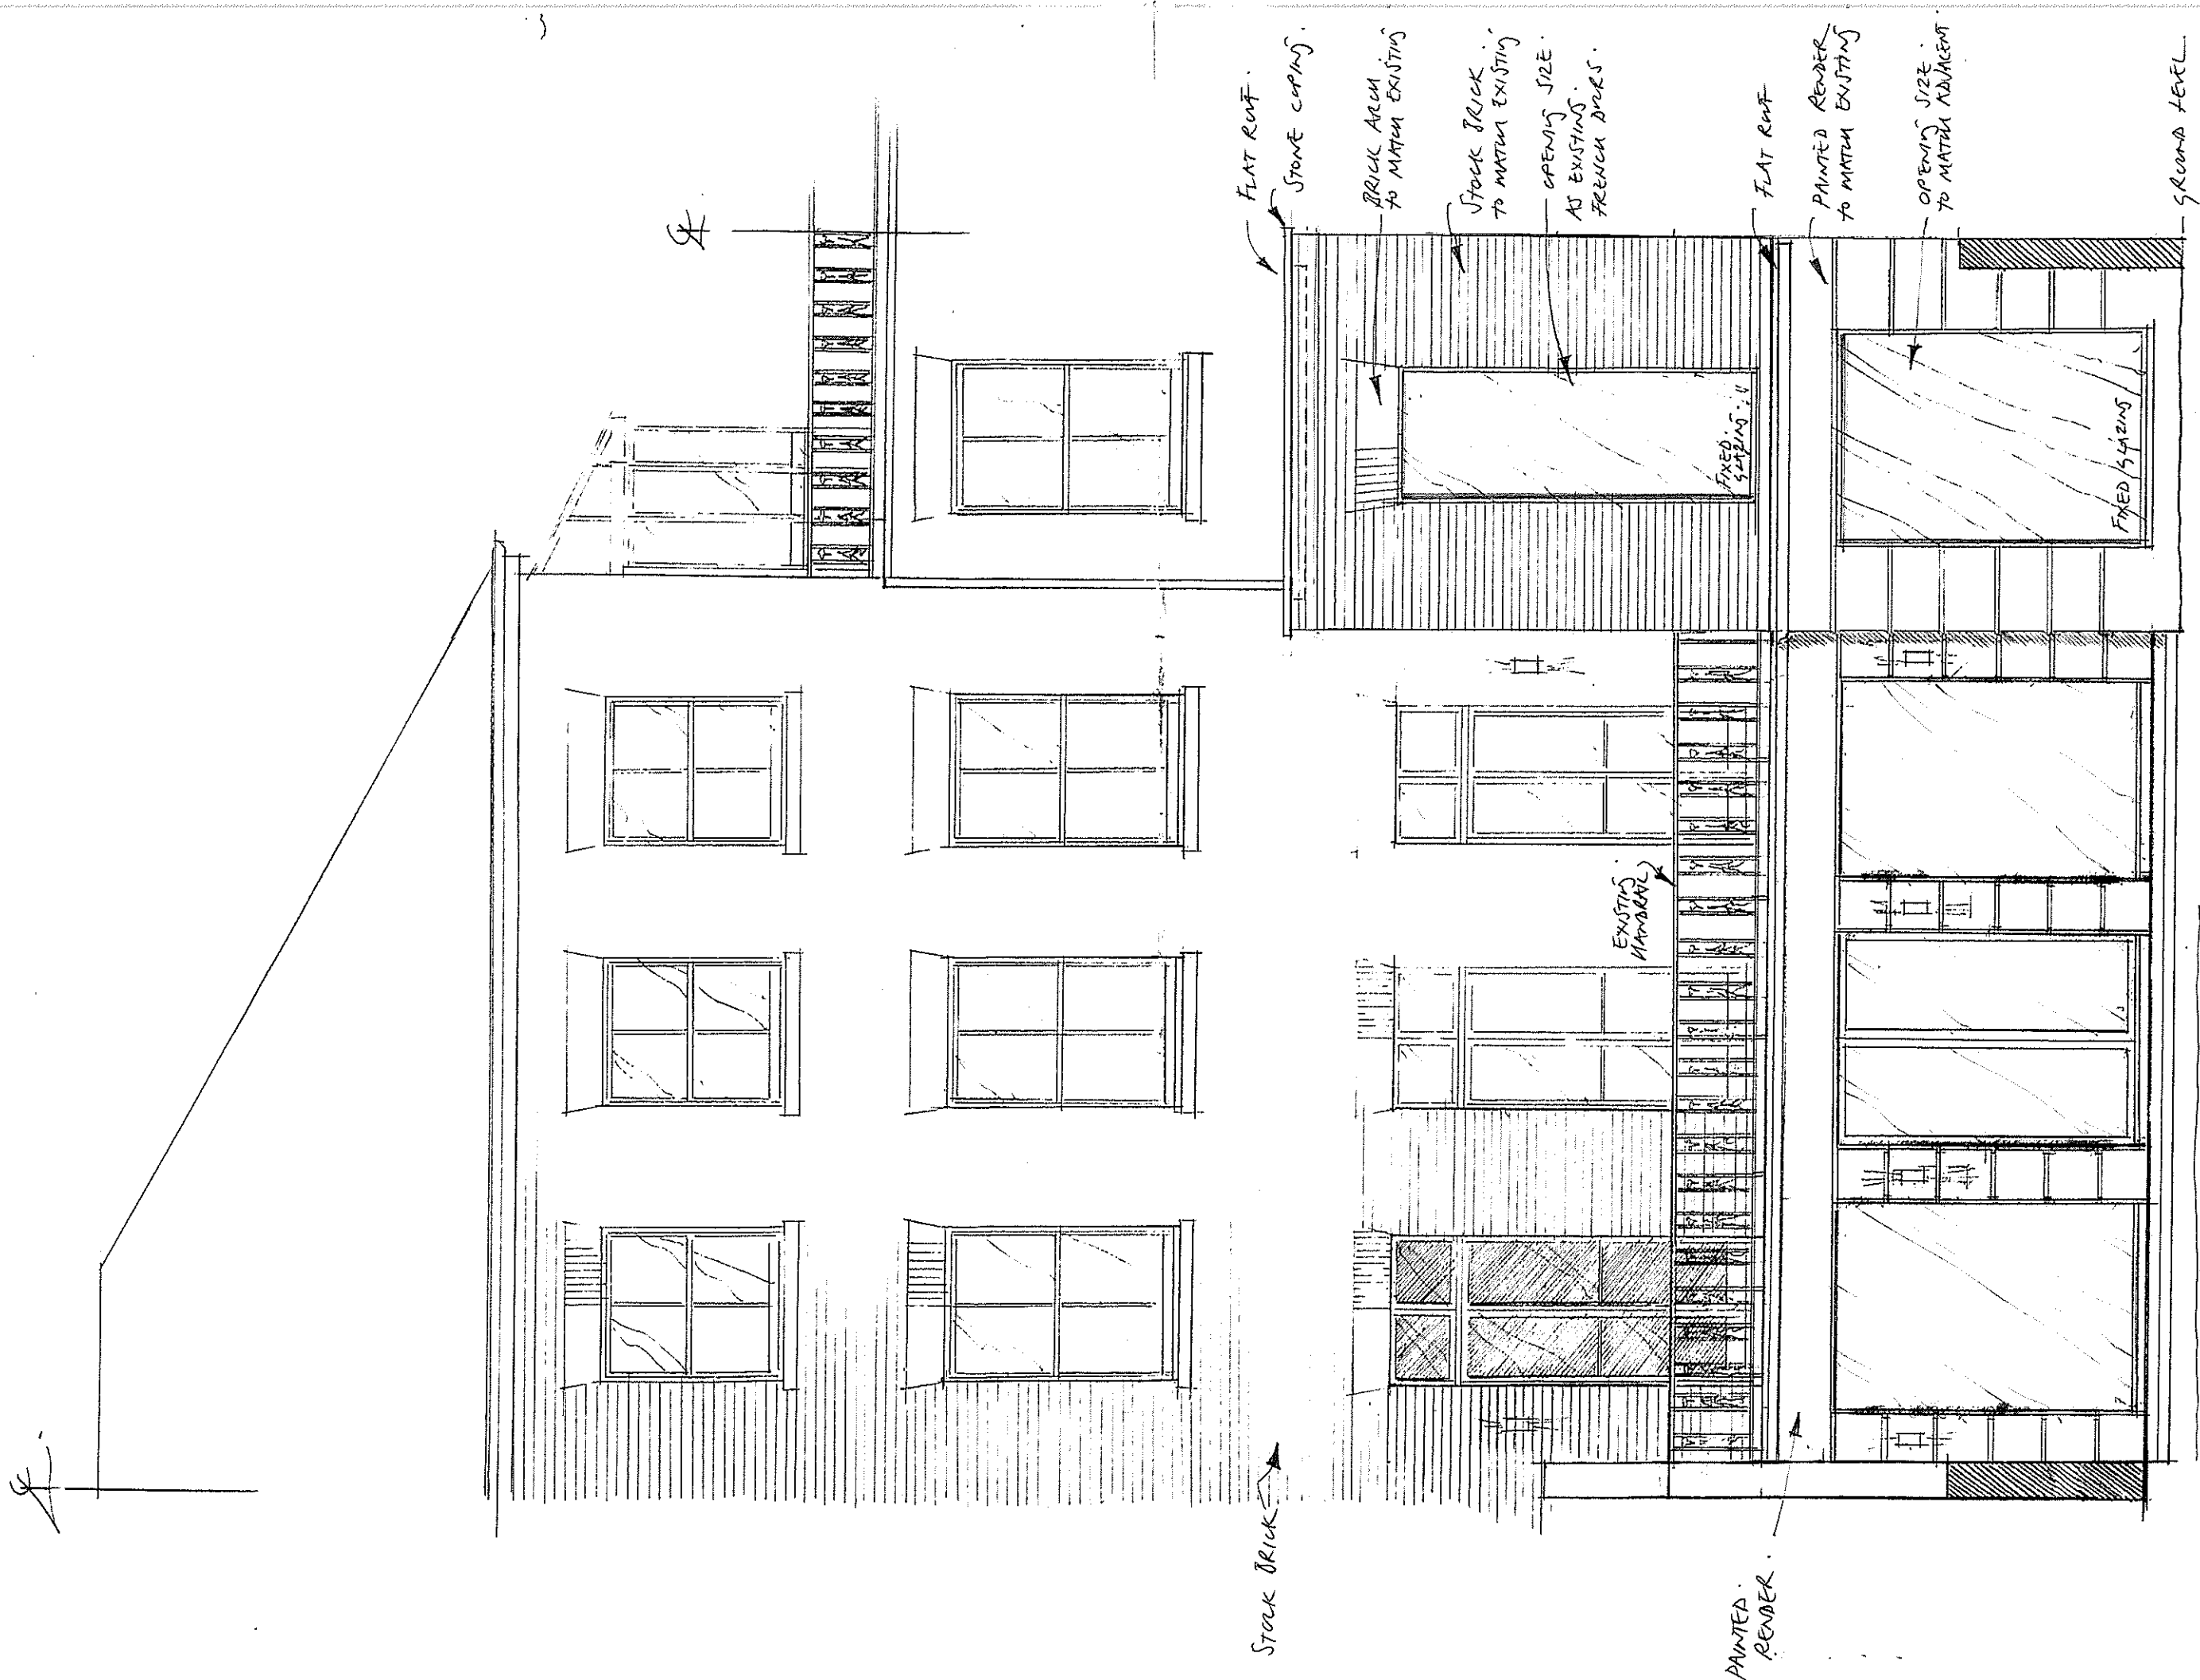 FLAT ROOF.
STONE COPING.
BRICK ARCH
TO MATCH EXISTING
STOCK BRICK
TO MATCH EXISTING
OPENING SIZE.
AS EXISTING.
FRENCH DOORS.
FLAT ROOF
PAINTED RENDER
TO MATCH EXISTING
OPENING SIZE.
TO MATCH ADJACENT
GROUND LEVEL.
FIXED.
GLAZING.
FIXED GLAZING
EXISTING
HANDRAIL
STOCK BRICK
PAINTED.
RENDER.